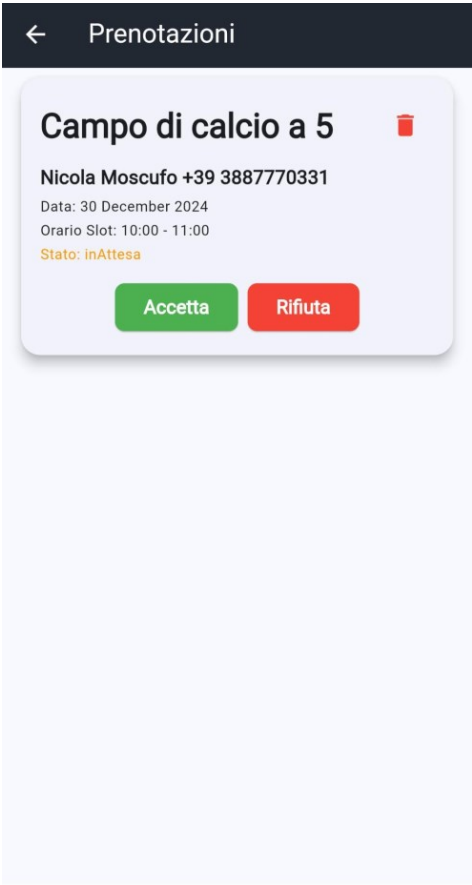 Prenotazioni
Campo di calcio a 5
Nicola Moscufo +39 3887770331
Data: 30 December 2024
Orario Slot: 10:00 - 11:00
Stato: inAttesa
Accetta
Rifiuta